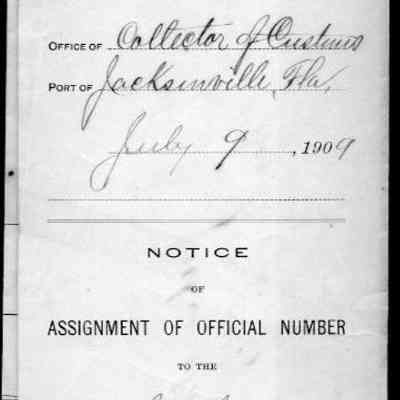 OFFICE OF Collector of Customs
PORT OF Jacksonville, Fla,
July 9, 1909
NOTICE
OF
ASSIGNMENT OF OFFICIAL NUMBER
TO THE